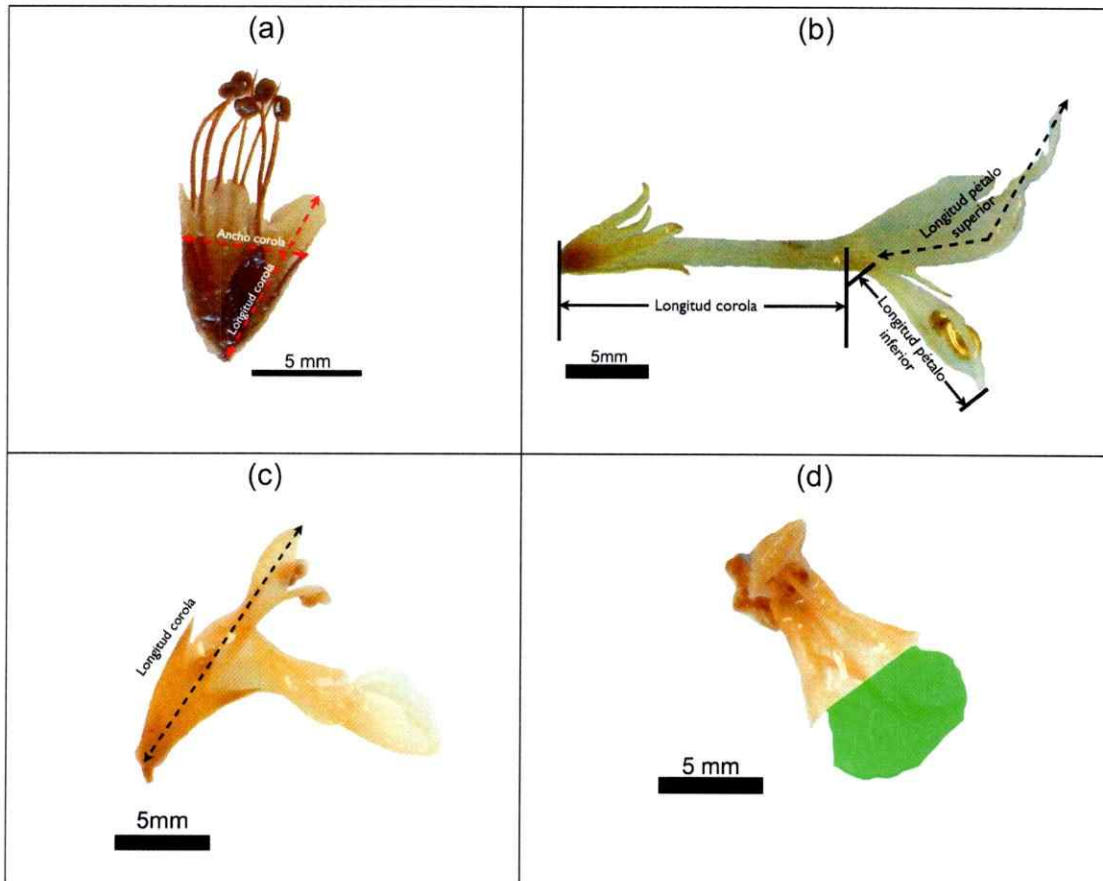 (a)
Ancho corola
Longitud corola
5 mm
(b)
Longitud pétalo
superior
Longitud corola
Longitud pétalo
inferior
5mm
(c)
Longitud corola
5mm
(d)
5 mm